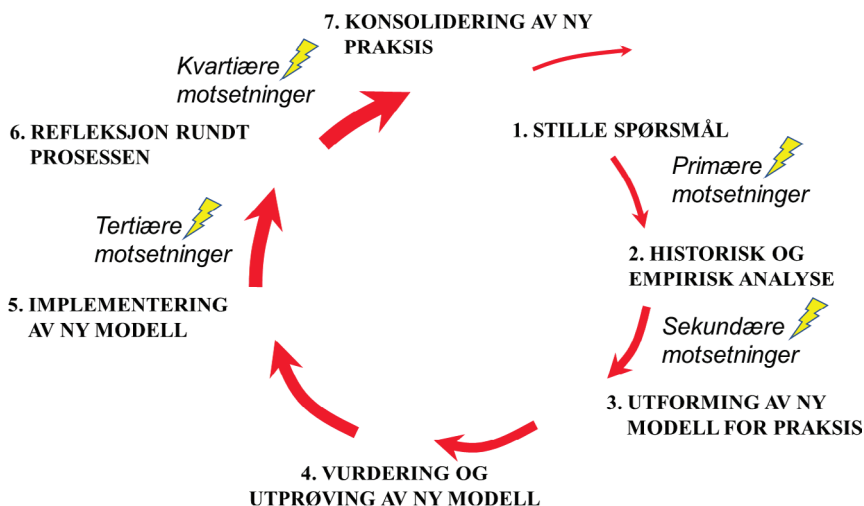 7. KONSOLIDERING AV NY
PRAKSIS
Kvartiære
motsetninger
6. REFLEKSJON RUNDT
PROSESSEN
1. STILLE SPØRSMÅL
Primære
motsetninger
Tertiære
motsetninger
2. HISTORISK OG
EMPIRISK ANALYSE
5. IMPLEMENTERING
AV NY MODELL
Sekundære
motsetninger
3. UTFORMING AV NY
MODELL FOR PRAKSIS
4. VURDERING OG
UTPRØVING AV NY MODELL